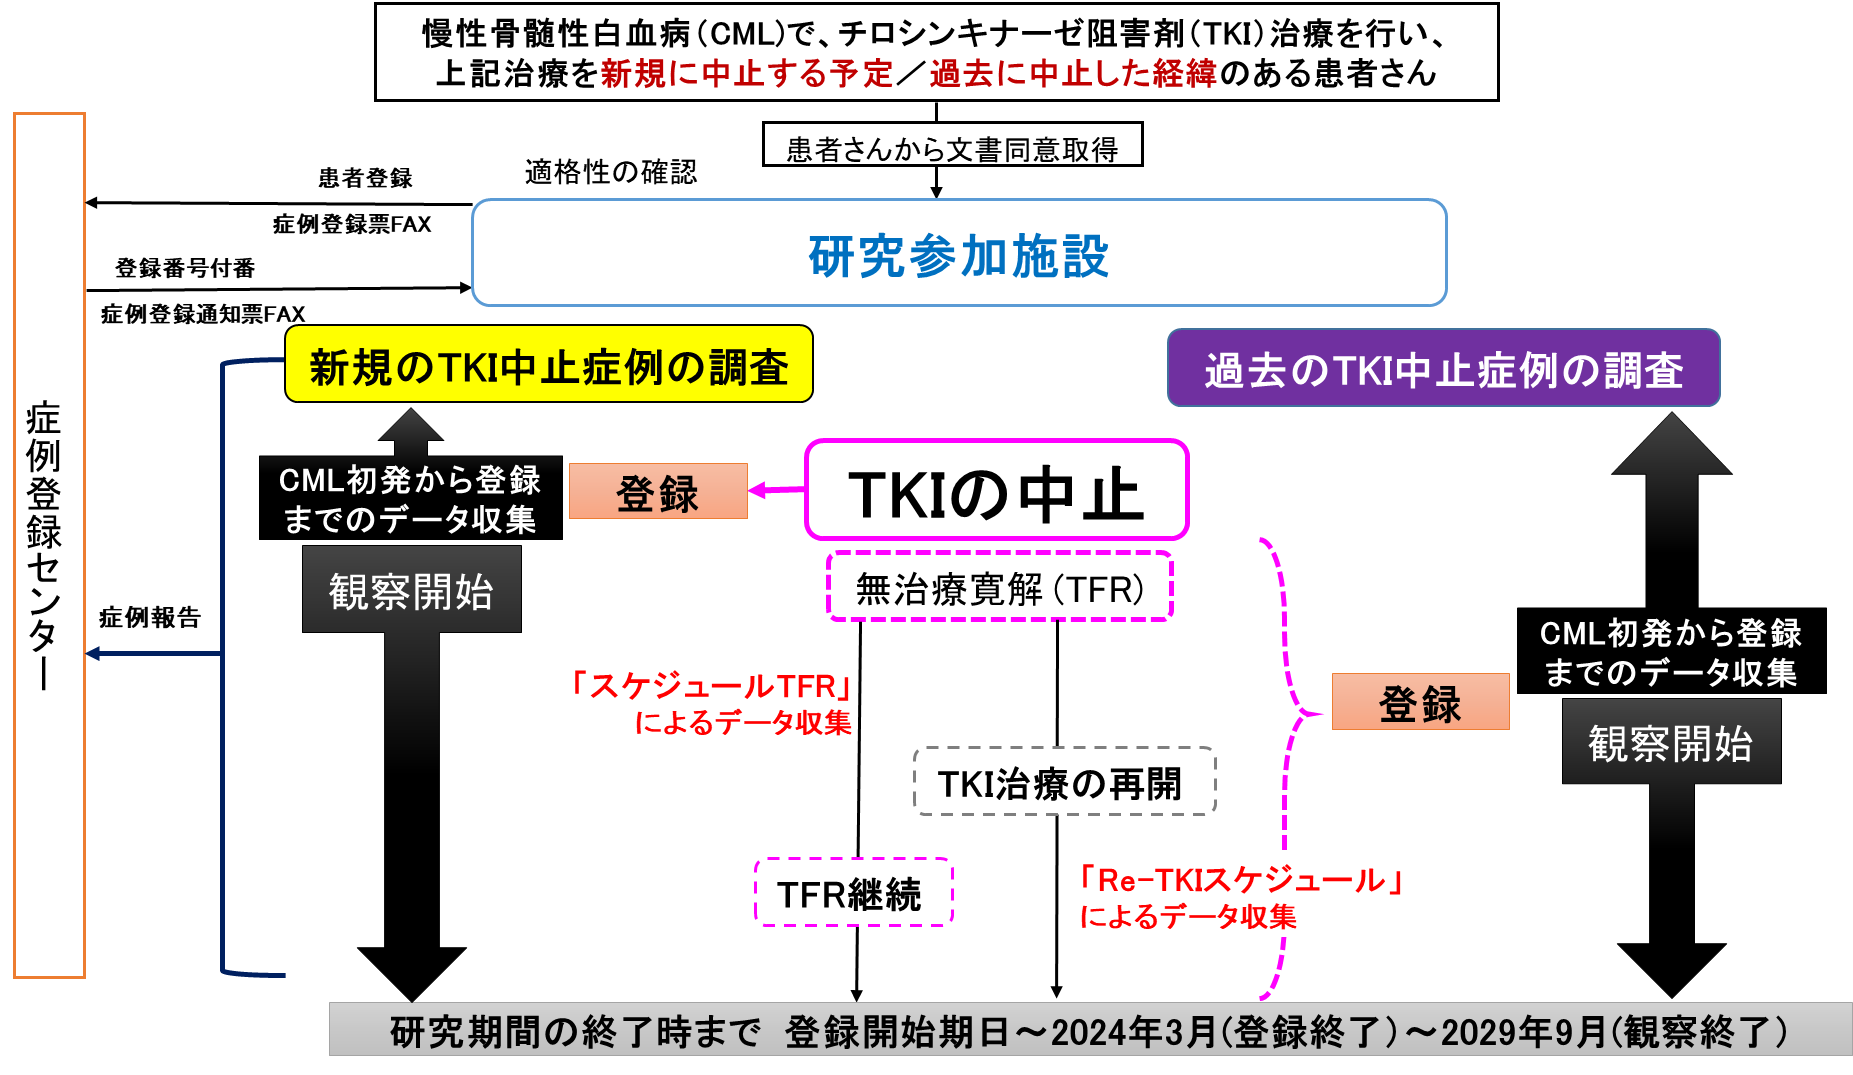 慢性骨髄性白血病（CML)で、チロシンキナーゼ阻害剤（TKI）治療を行い、
上記治療を新規に中止する予定／過去に中止した経緯のある患者さん
患者さんから文書同意取得
適格性の確認
患者登録
症例登録票FAX
研究参加施設
登録番号付番
症例登録通知票FAX
新規のTKI中止症例の調査
過去のTKI中止症例の調査
症例登録センター
CML初発から登録
までのデータ収集
登録
TKIの中止
観察開始
無治療寛解（TFR）
症例報告
「スケジュールTFR」
によるデータ収集
CML初発から登録
までのデータ収集
登録
観察開始
TKI治療の再開
TFR継続
「Re-TKIスケジュール」
によるデータ収集
研究期間の終了時まで 登録開始期日～2024年3月(登録終了）～2029年9月(観察終了）